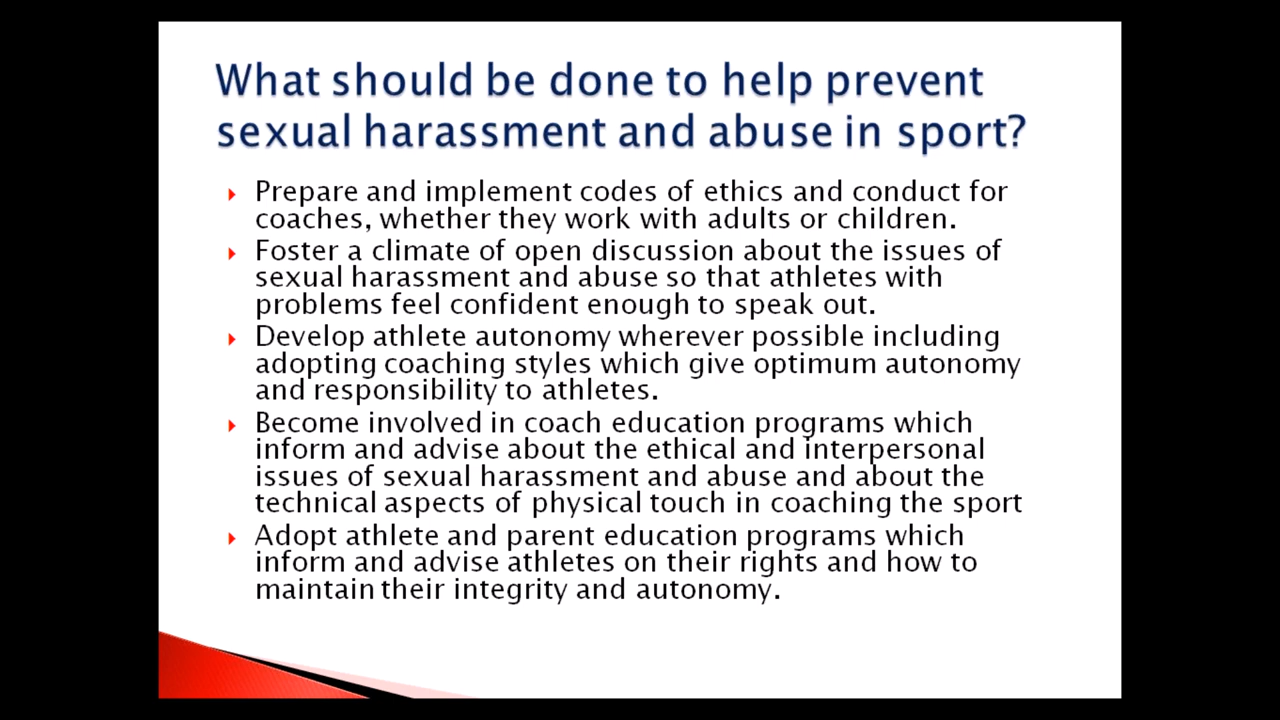 What should be done to help prevent
sexual harassment and abuse in sport?
Prepare and implement codes of ethics and conduct for
coaches, whether they work with adults or children.
Foster a climate of open discussion about the issues of
sexual harassment and abuse so that athletes with
problems feel confident enough to speak out.
Develop athlete autonomy wherever possible including
adopting coaching styles which give optimum autonomy
and responsibility to athletes.
Become involved in coach education programs which
inform and advise about the ethical and interpersonal
issues of sexual harassment and abuse and about the
technical aspects of physical touch in coaching the sport
Adopt athlete and parent education programs which
inform and advise athletes on their rights and how to
maintain their integrity and autonomy.